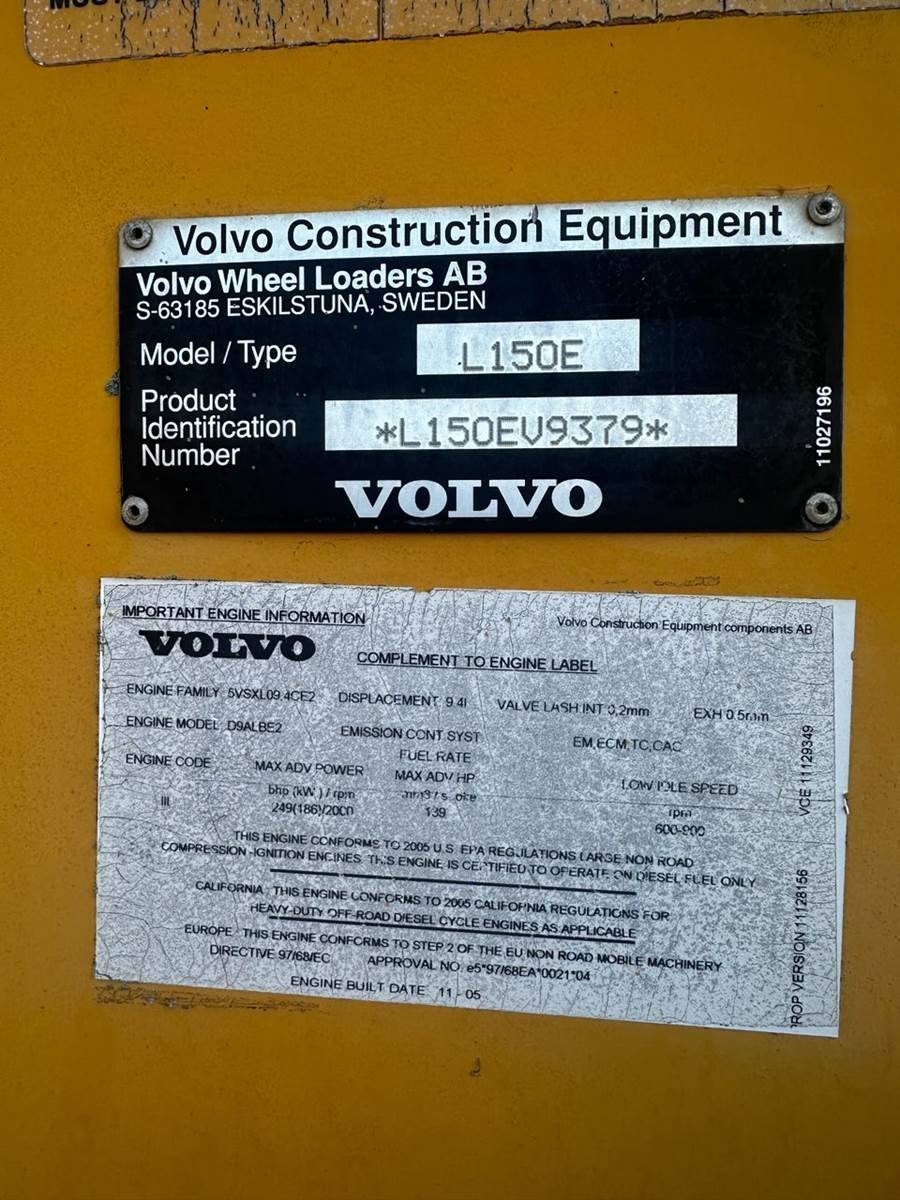 Volvo Construction Equipment
Volvo Wheel Loaders AB
S-63185 ESKILSTUNA, SWEDEN
Model / Type L150E
Product
Identification
Number
*L150EV9379*
11027196
VOLVO
IMPORTANT ENGINE INFORMATION
Volvo Construction Equipment components AB
VOLVO
COMPLEMENT TO ENGINE LABEL
ENGINE FAMILY 5VSXL09.4CE2 DISPLACEMENT 9.4l VALVE LASH INT 0,2mm EXH 0.5mm
ENGINE MODEL: D9ALBE2 EMISSION CONT SYST EM,ECM,TC,CAC
ENGINE CODE MAX ADV POWER FUEL RATE
MAX ADV HP LOW IDLE SPEED
bhp (kW) / rpm rpm
III 249(186)/2000 139 600-900
THIS ENGINE CONFORMS TO 2005 U.S. EPA REGULATIONS LARGE NON ROAD
COMPRESSION-IGNITION ENGINES. THIS ENGINE IS CERTIFIED TO OPERATE ON DIESEL FUEL ONLY
CALIFORNIA: THIS ENGINE CONFORMS TO 2005 CALIFORNIA REGULATIONS FOR
HEAVY-DUTY OFF-ROAD DIESEL CYCLE ENGINES AS APPLICABLE
EUROPE: THIS ENGINE CONFORMS TO STEP 2 OF THE EU NON ROAD MOBILE MACHINERY
DIRECTIVE 97/68/EC APPROVAL NO. e5*97/68EA*0021*04
ENGINE BUILT DATE 11-05
VCE 11129349
VERSION 11128156